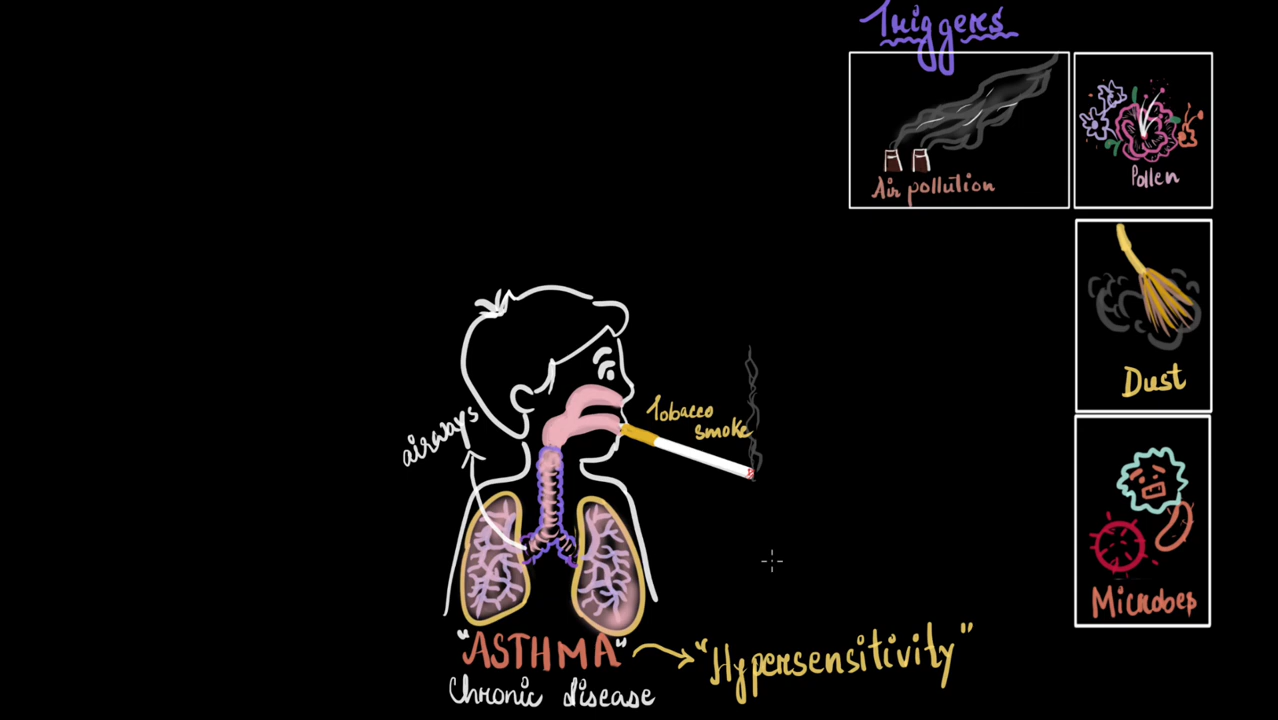 Triggers
Air pollution
Pollen
Dust
Tobacco
smoke
airways
Microbes
"ASTHMA" "Hypersensitivity"
Chronic disease